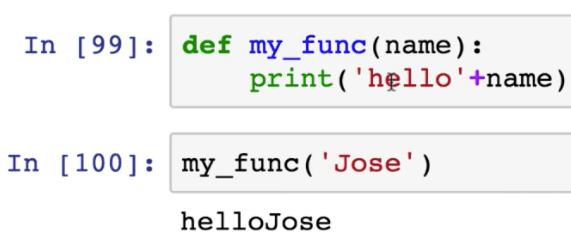 In [99]: def my_func(name):
print('hello'+name)
In [100]: my_func('Jose')
helloJose